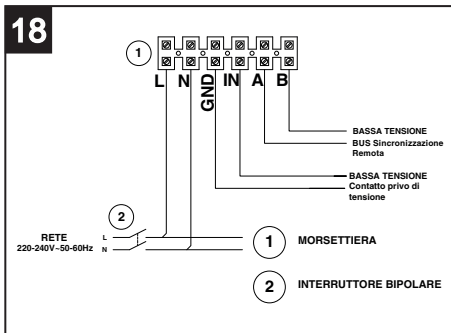 18
1
L N GND IN A B
BASSA TENSIONE
BUS Sincronizzazione
Remota
BASSA TENSIONE
Contatto privo di
tensione
2
RETE
220-240V~50-60Hz
L
N
1 MORSETTIERA
2 INTERRUTTORE BIPOLARE